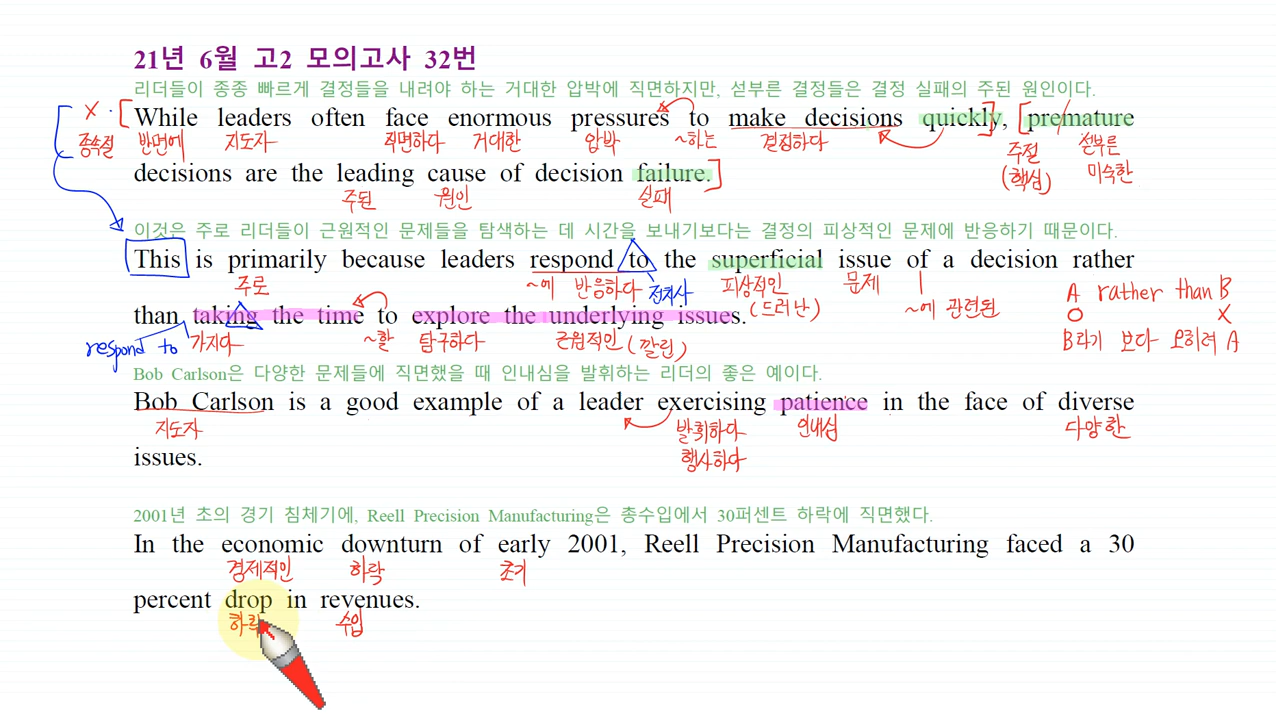 21년 6월 고2 모의고사 32번
리더들이 종종 빠르게 결정들을 내려야 하는 거대한 압박에 직면하지만, 섣부른 결정들은 결정 실패의 주된 원인이다.
X [While leaders often face enormous pressures to make decisions quickly], [premature
종속절 반면에 지도자 직면하다 거대한 압박 ~하는 결정하다 주절 (핵심) 섣부른 미숙한
decisions are the leading cause of decision failure.]
주된 원인 실패
이것은 주로 리더들이 근원적인 문제들을 탐색하는 데 시간을 보내기보다는 결정의 피상적인 문제에 반응하기 때문이다.
This is primarily because leaders respond to the superficial issue of a decision rather
주로 ~에 반응하다 전치사 피상적인 (드러난) 문제 ~에 관련된
A rather than B
O X
B라기 보다 오히려 A
than taking the time to explore the underlying issues.
respond to 가지다 ~할 탐구하다 근원적인 (깔린)
Bob Carlson은 다양한 문제들에 직면했을 때 인내심을 발휘하는 리더의 좋은 예이다.
Bob Carlson is a good example of a leader exercising patience in the face of diverse
지도자 발휘하다 인내심 다양한
행사하다
issues.
2001년 초의 경기 침체기에, Reell Precision Manufacturing은 총수입에서 30퍼센트 하락에 직면했다.
In the economic downturn of early 2001, Reell Precision Manufacturing faced a 30
경제적인 하락 초기
percent drop in revenues.
하락 수입